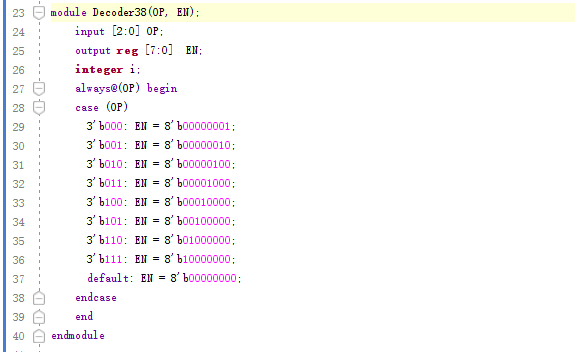 23 module Decoder38(OP, EN);
24 input [2:0] OP;
25 output reg [7:0]  EN;
26 integer i;
27 always@(OP) begin
28 case (OP)
29 3'b000: EN = 8'b00000001;
30 3'b001: EN = 8'b00000010;
31 3'b010: EN = 8'b00000100;
32 3'b011: EN = 8'b00001000;
33 3'b100: EN = 8'b00010000;
34 3'b101: EN = 8'b00100000;
35 3'b110: EN = 8'b01000000;
36 3'b111: EN = 8'b10000000;
37 default: EN = 8'b00000000;
38 endcase
39 end
40 endmodule